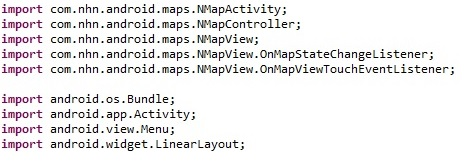 import com.nhn.android.maps.NMapActivity;
import com.nhn.android.maps.NMapController;
import com.nhn.android.maps.NMapView;
import com.nhn.android.maps.NMapView.OnMapStateChangeListener;
import com.nhn.android.maps.NMapView.OnMapViewTouchEventListener;
import android.os.Bundle;
import android.app.Activity;
import android.view.Menu;
import android.widget.LinearLayout;